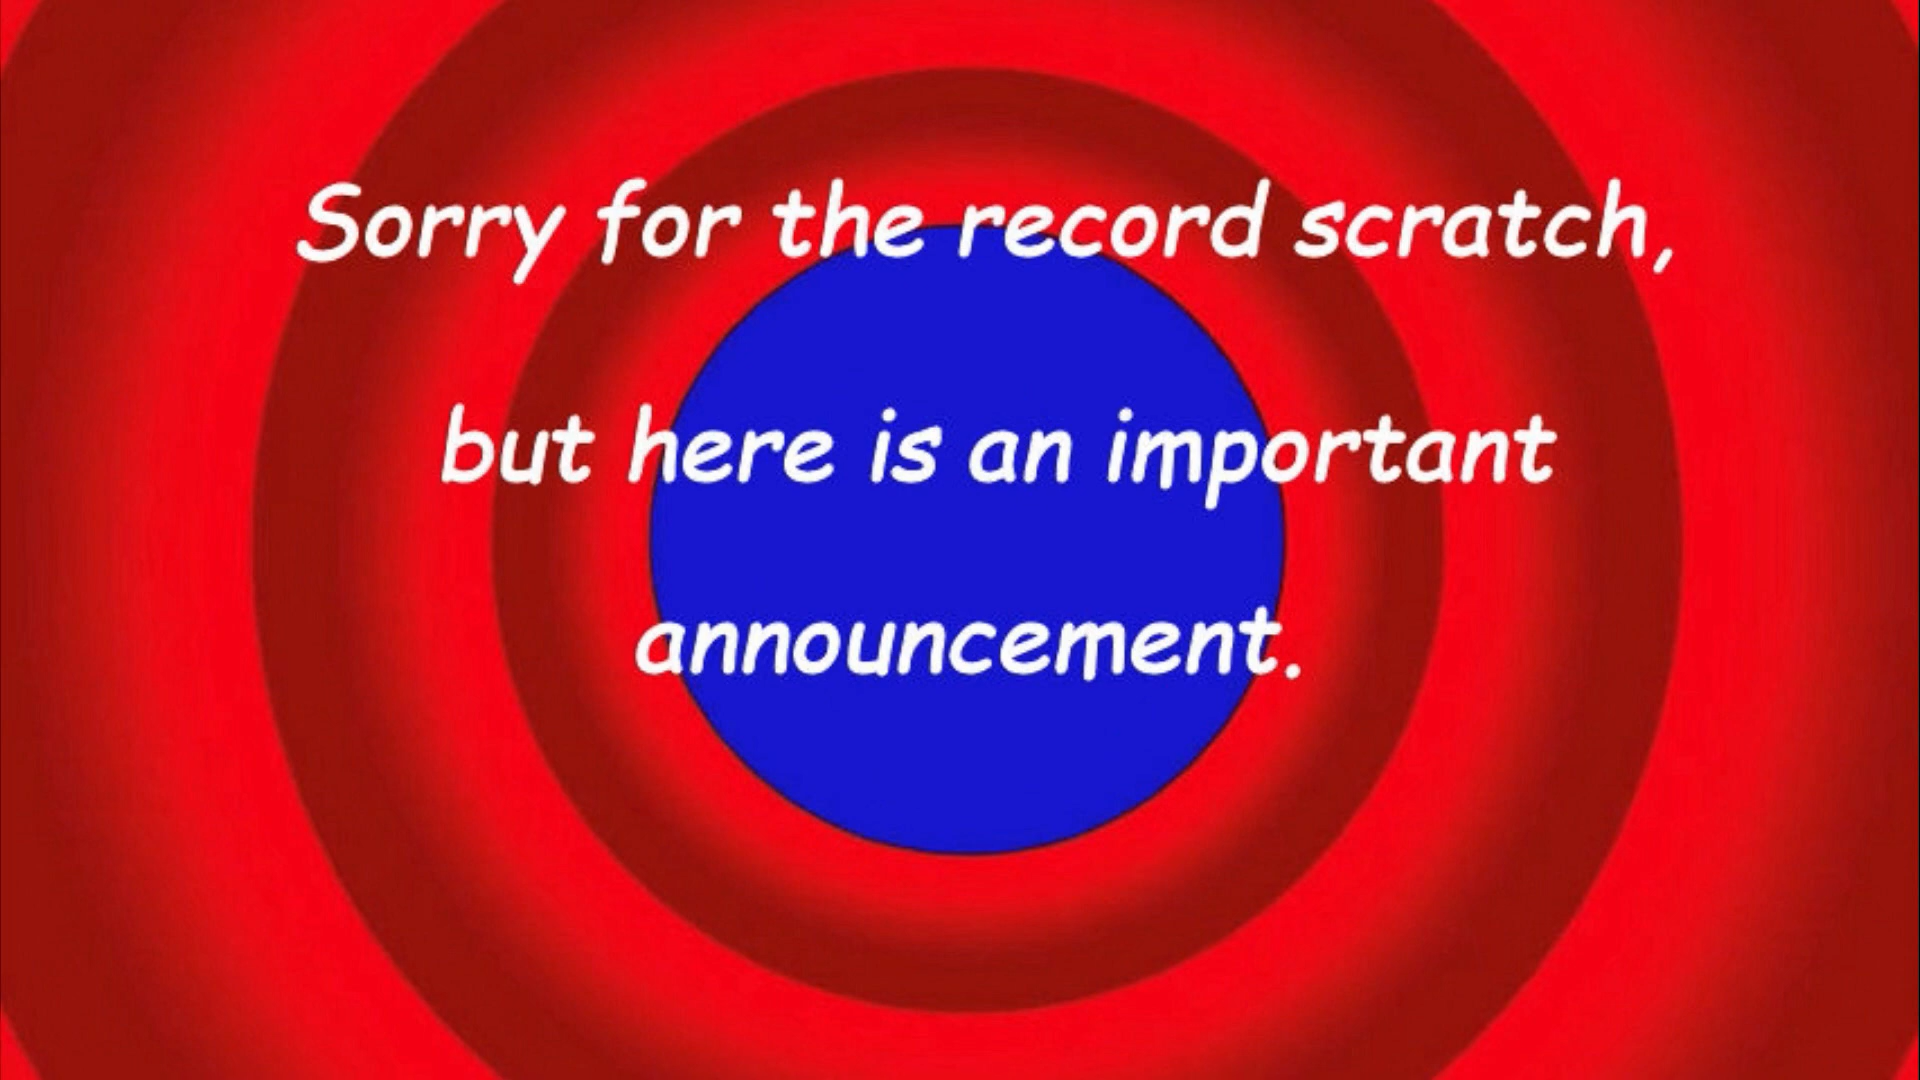 Sorry for the record scratch,
but here is an important
announcement.